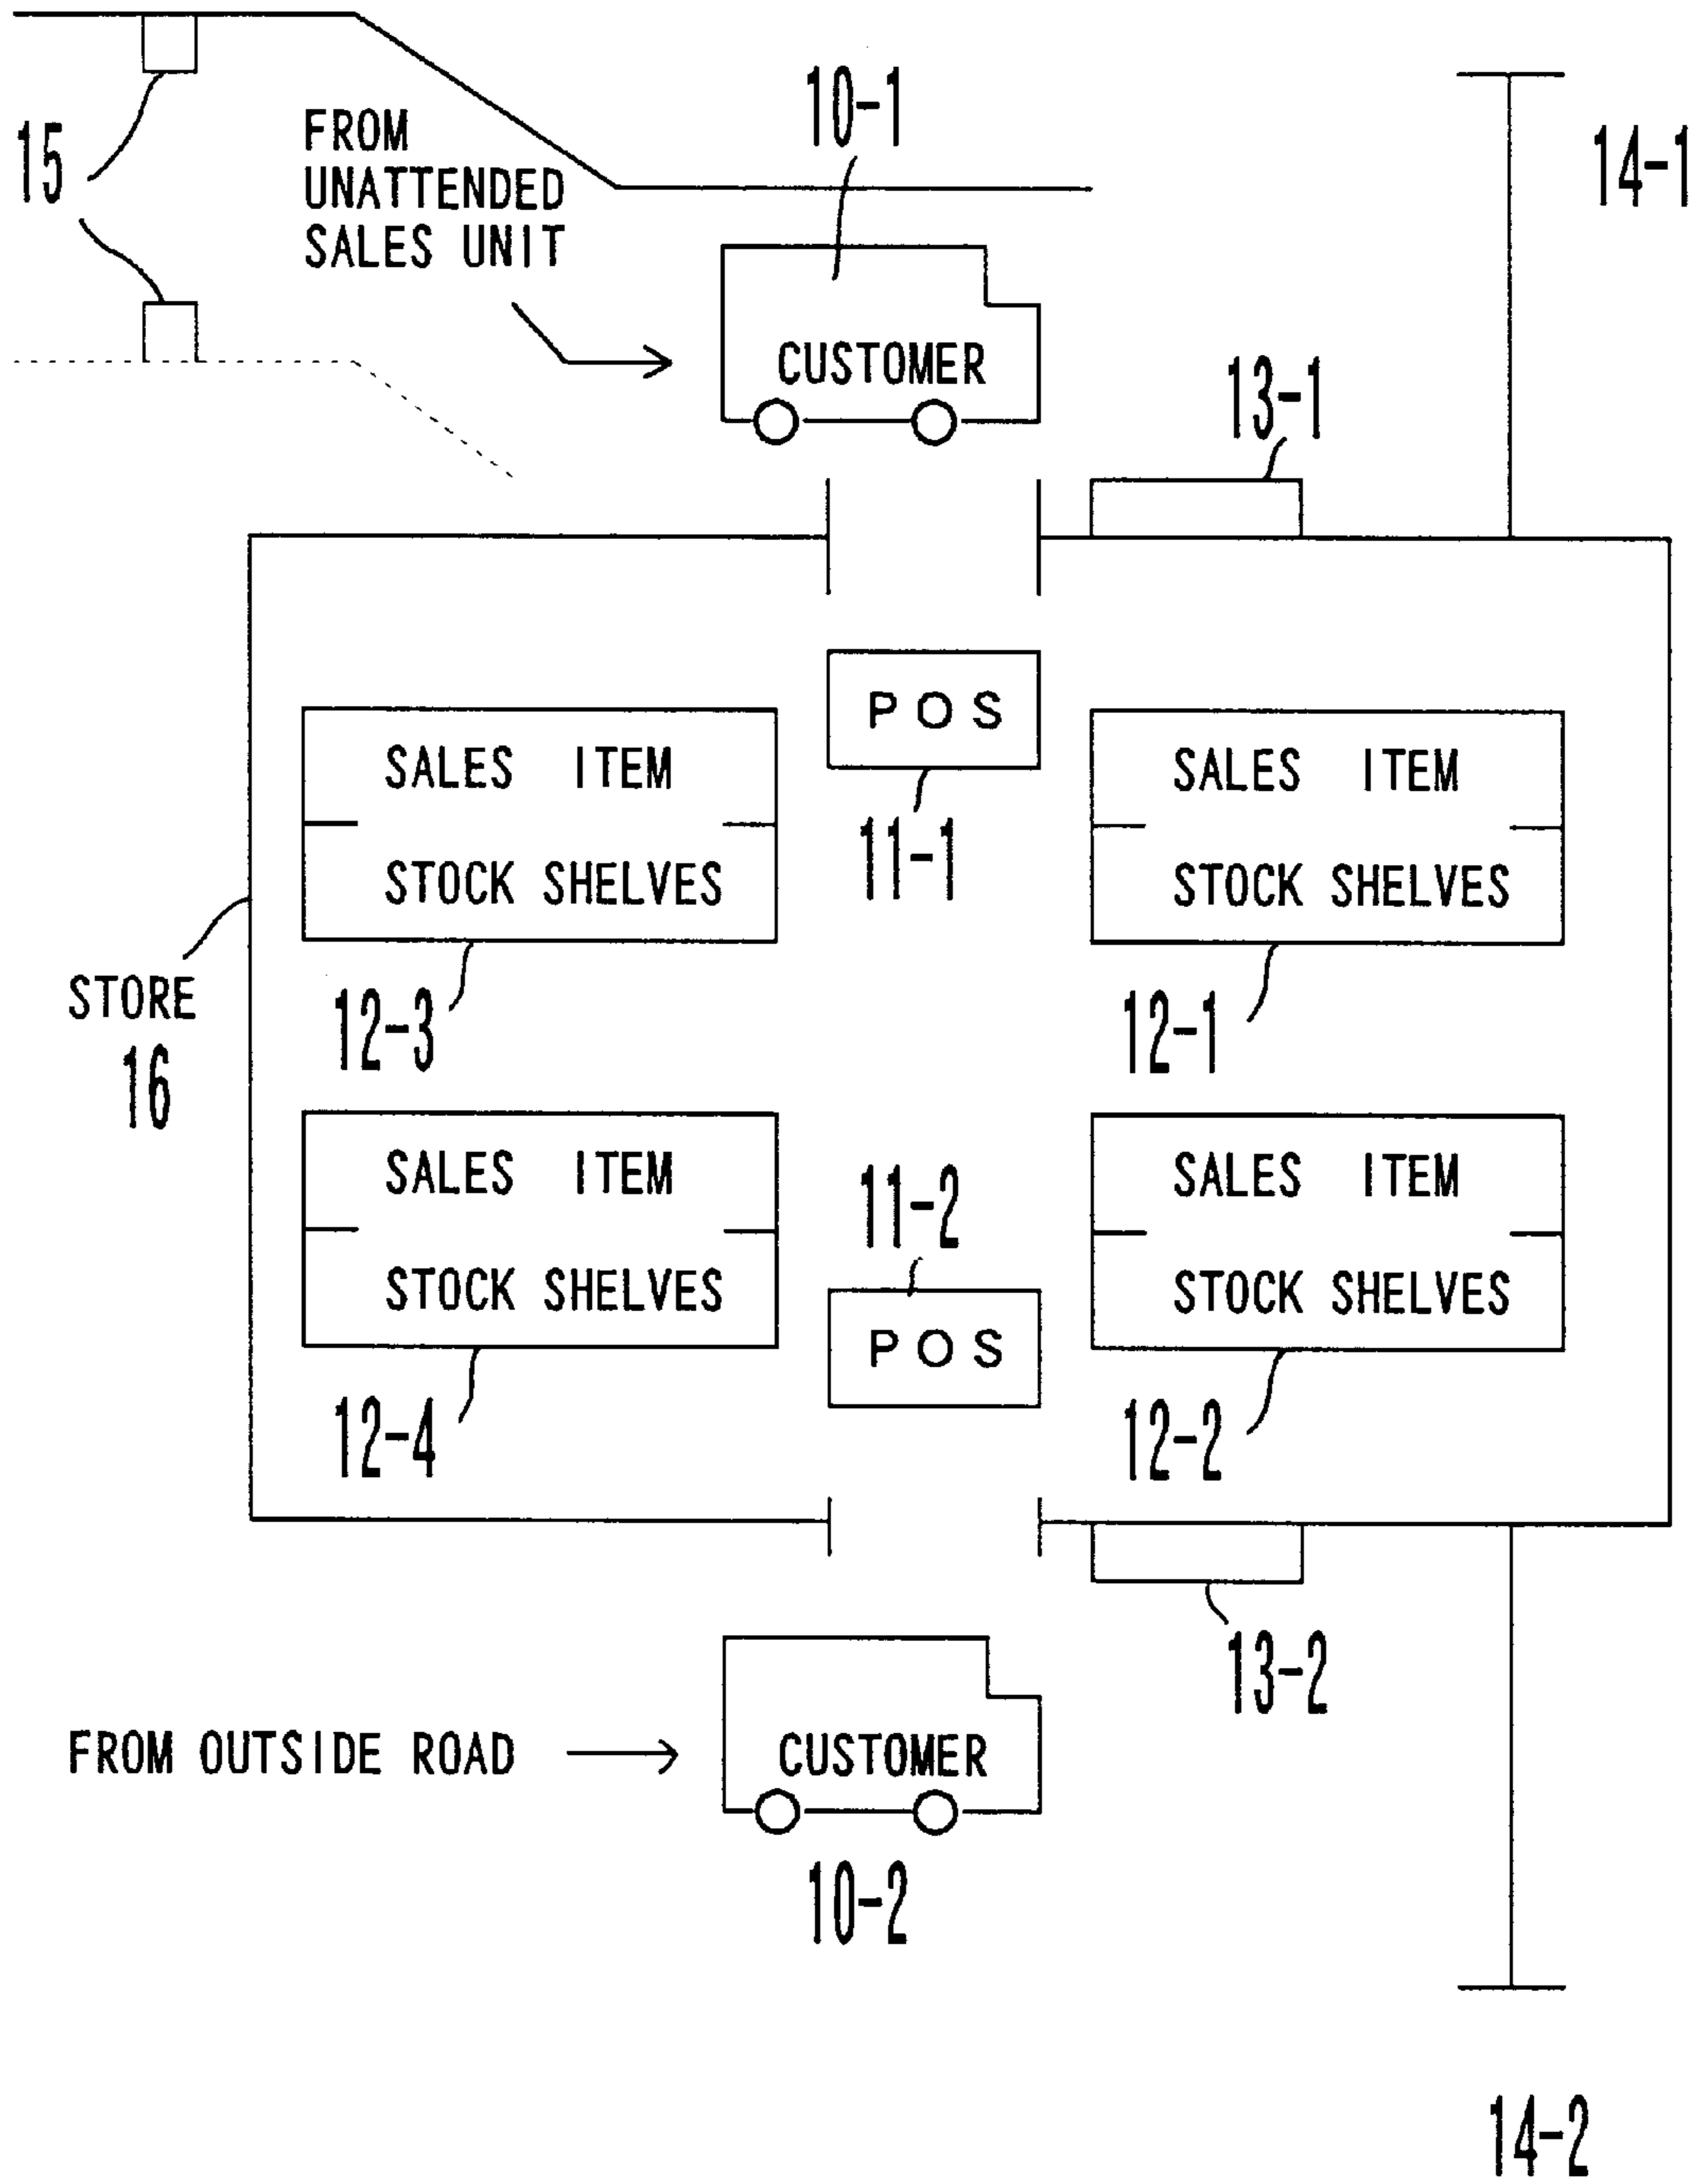 10-1
14-1
15
FROM
UNATTENDED
SALES UNIT
CUSTOMER
13-1
POS
11-1
SALES ITEM
STOCK SHELVES
12-3
SALES ITEM
STOCK SHELVES
12-1
STORE
16
SALES ITEM
STOCK SHELVES
12-4
11-2
POS
SALES ITEM
STOCK SHELVES
12-2
13-2
FROM OUTSIDE ROAD
CUSTOMER
10-2
14-2